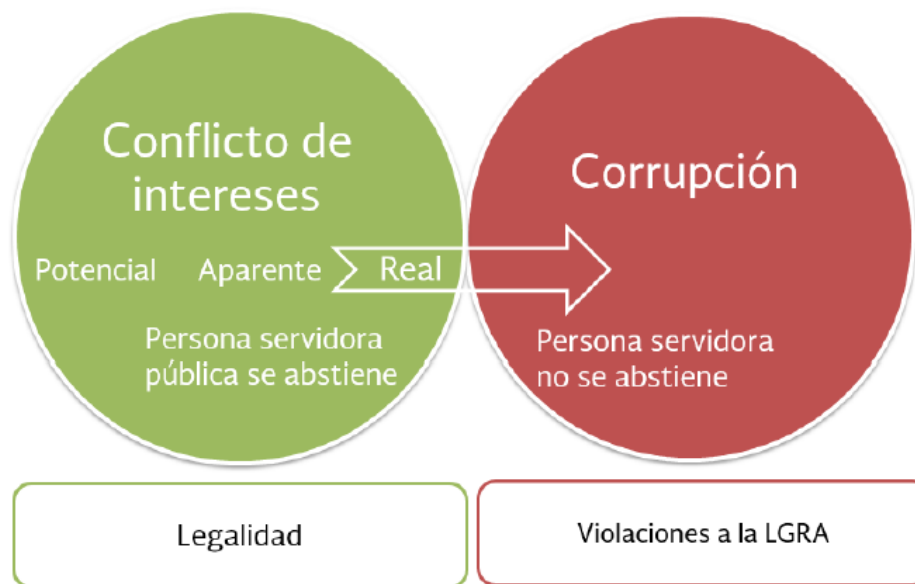 Conflicto de
intereses
Potencial Aparente Real
Persona servidora
pública se abstiene
Corrupción
Persona servidora
no se abstiene
Legalidad
Violaciones a la LGRA